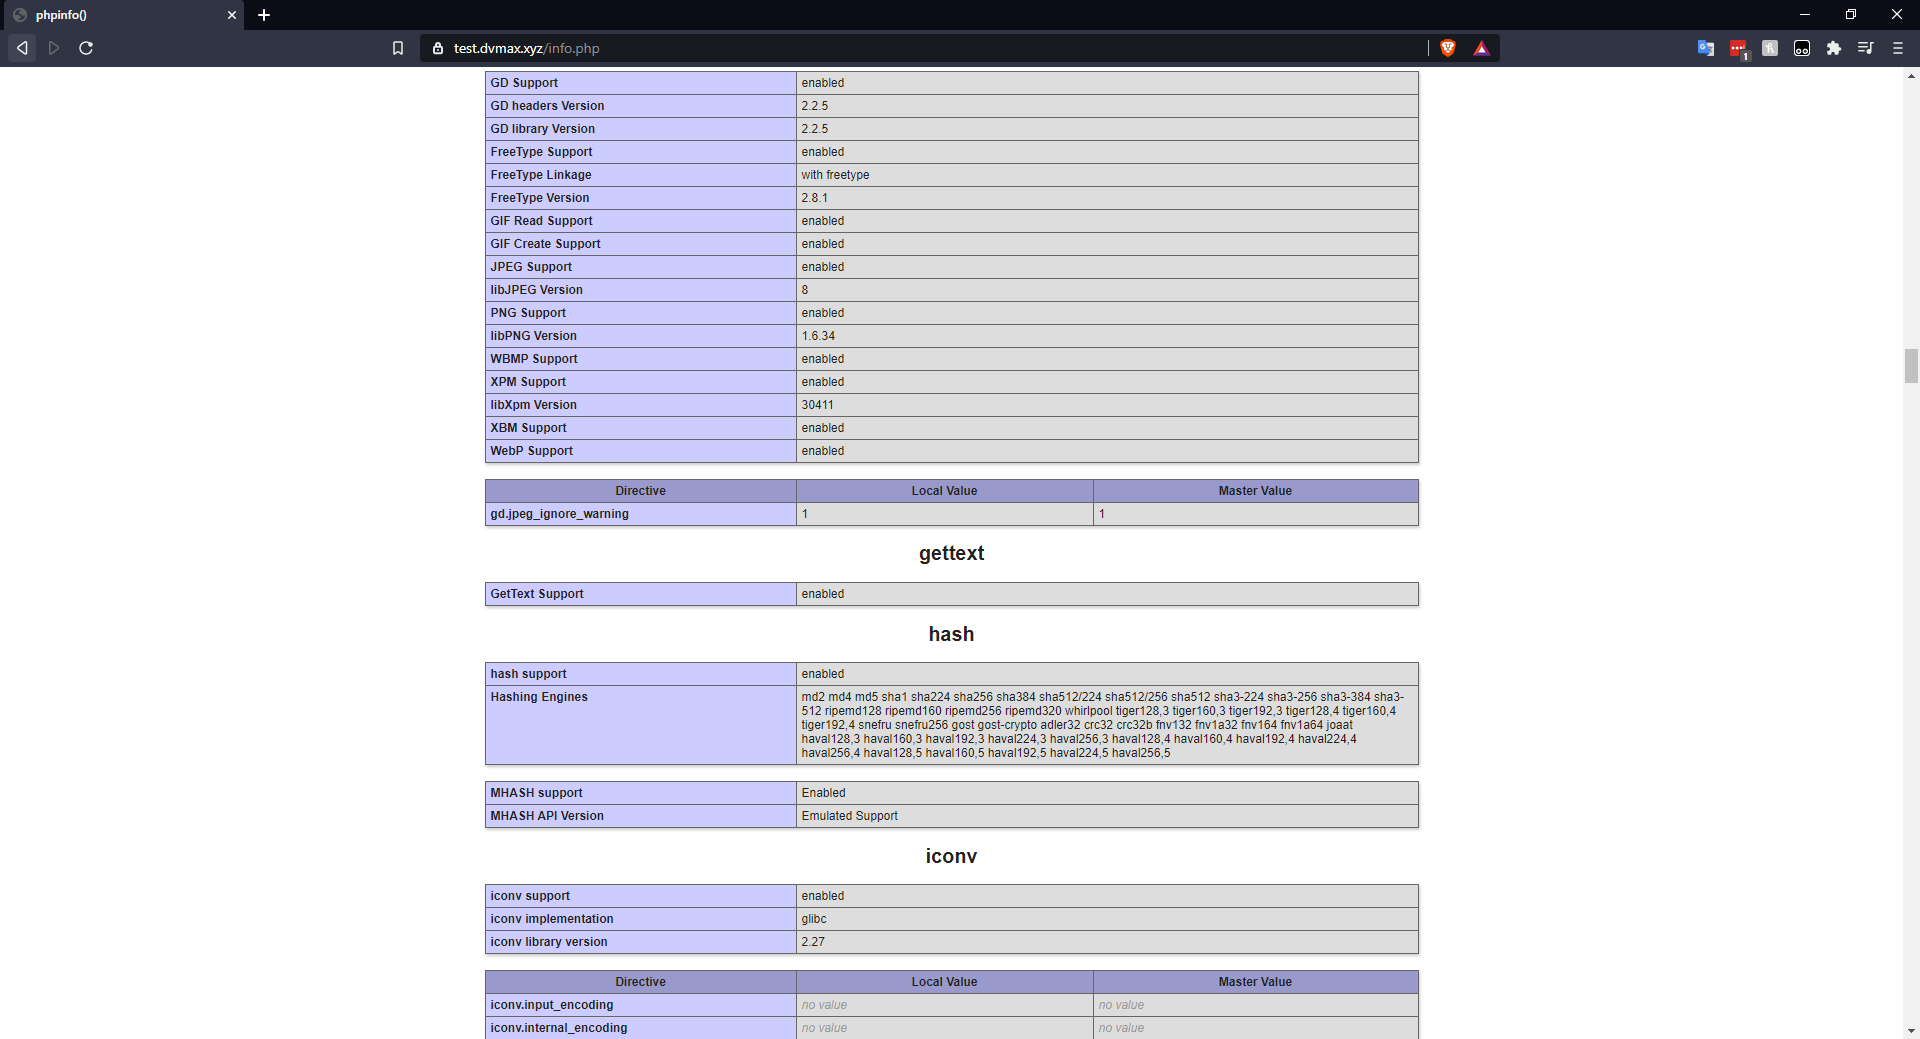 phpinfo()
test.dvmax.xyz/info.php
1
GD Support enabled
GD headers Version 2.2.5
GD library Version 2.2.5
FreeType Support enabled
FreeType Linkage with freetype
FreeType Version 2.8.1
GIF Read Support enabled
GIF Create Support enabled
JPEG Support enabled
libJPEG Version 8
PNG Support enabled
libPNG Version 1.6.34
WBMP Support enabled
XPM Support enabled
libXpm Version 30411
XBM Support enabled
WebP Support enabled
Directive Local Value Master Value
gd.jpeg_ignore_warning 1 1
gettext
GetText Support enabled
hash
hash support enabled
Hashing Engines md2 md4 md5 sha1 sha224 sha256 sha384 sha512/224 sha512/256 sha512 sha3-224 sha3-256 sha3-384 sha3-
512 ripemd128 ripemd160 ripemd256 ripemd320 whirlpool tiger128,3 tiger160,3 tiger192,3 tiger128,4 tiger160,4
tiger192,4 snefru snefru256 gost gost-crypto adler32 crc32 crc32b fnv132 fnv1a32 fnv164 fnv1a64 joaat
haval128,3 haval160,3 haval192,3 haval224,3 haval256,3 haval128,4 haval160,4 haval192,4 haval224,4
haval256,4 haval128,5 haval160,5 haval192,5 haval224,5 haval256,5
MHASH support Enabled
MHASH API Version Emulated Support
iconv
iconv support enabled
iconv implementation glibc
iconv library version 2.27
Directive Local Value Master Value
iconv.input_encoding no value no value
iconv.internal_encoding no value no value